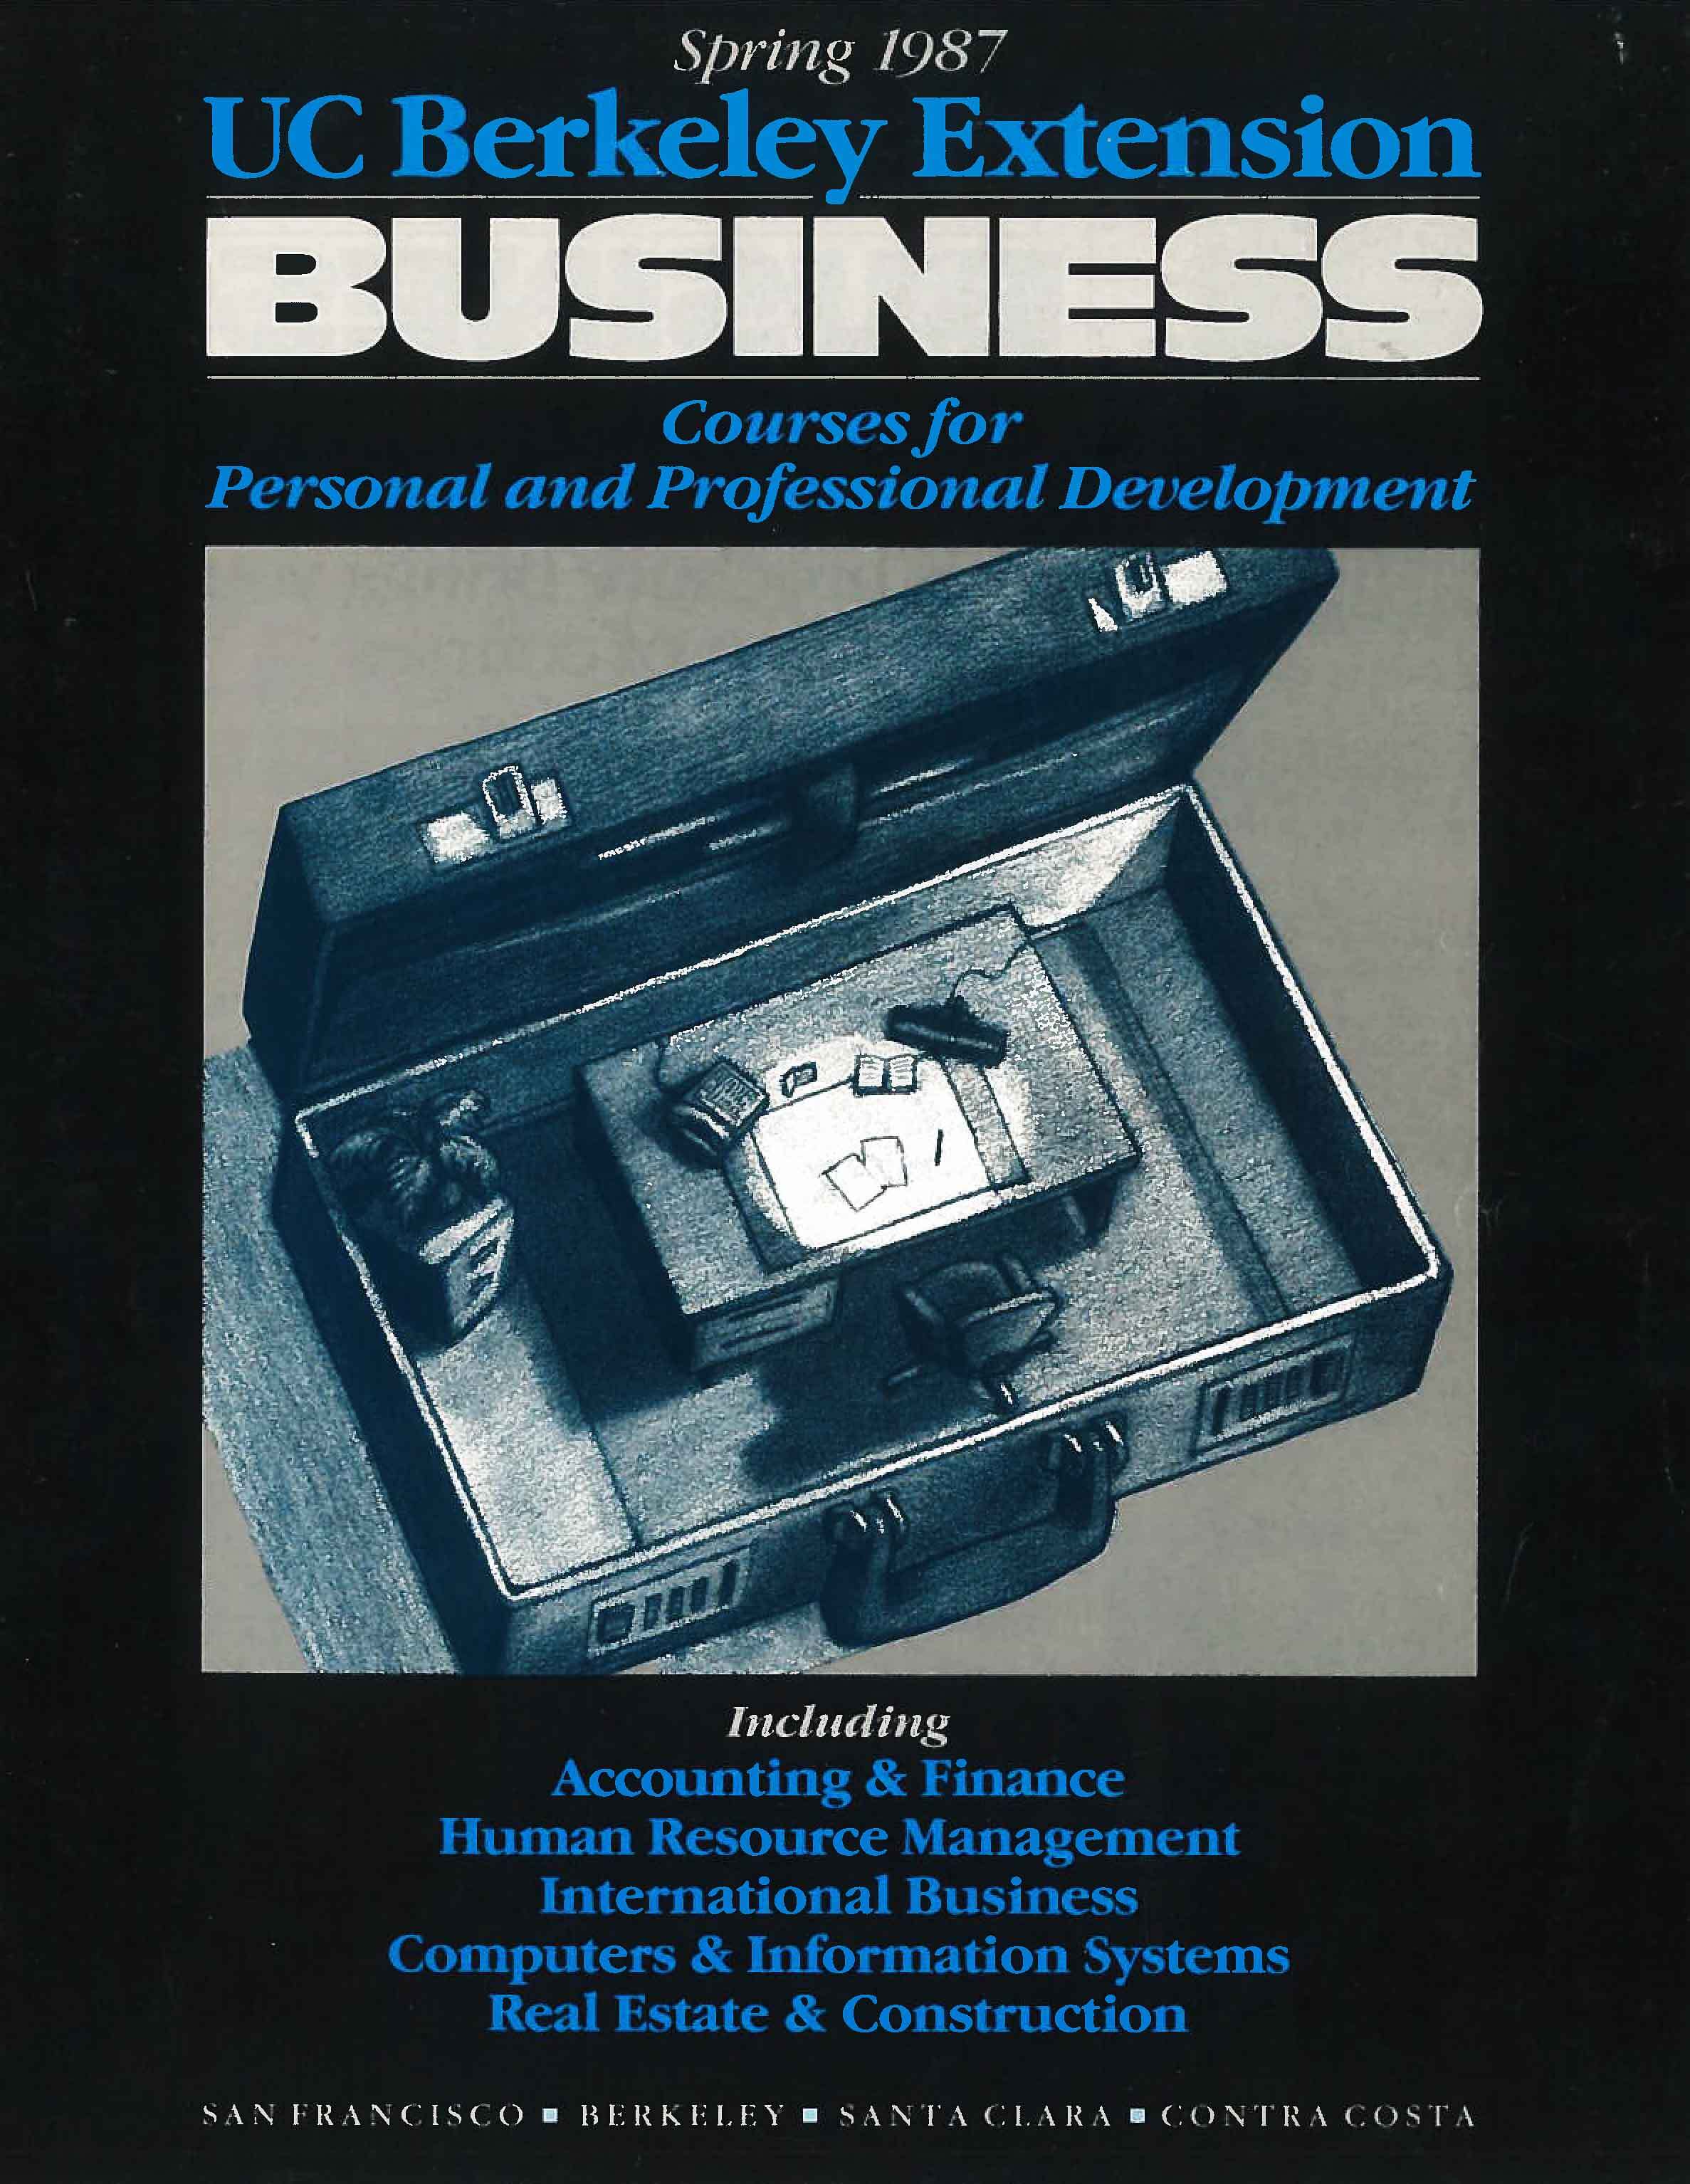 Spring 1987
UC Berkeley Extension
BUSINESS
Courses for
Personal and Professional Development
Including
Accounting & Finance
Human Resource Management
International Business
Computers & Information Systems
Real Estate & Construction
SAN FRANCISCO ▪ BERKELEY ▪ SANTA CLARA ▪ CONTRA COSTA